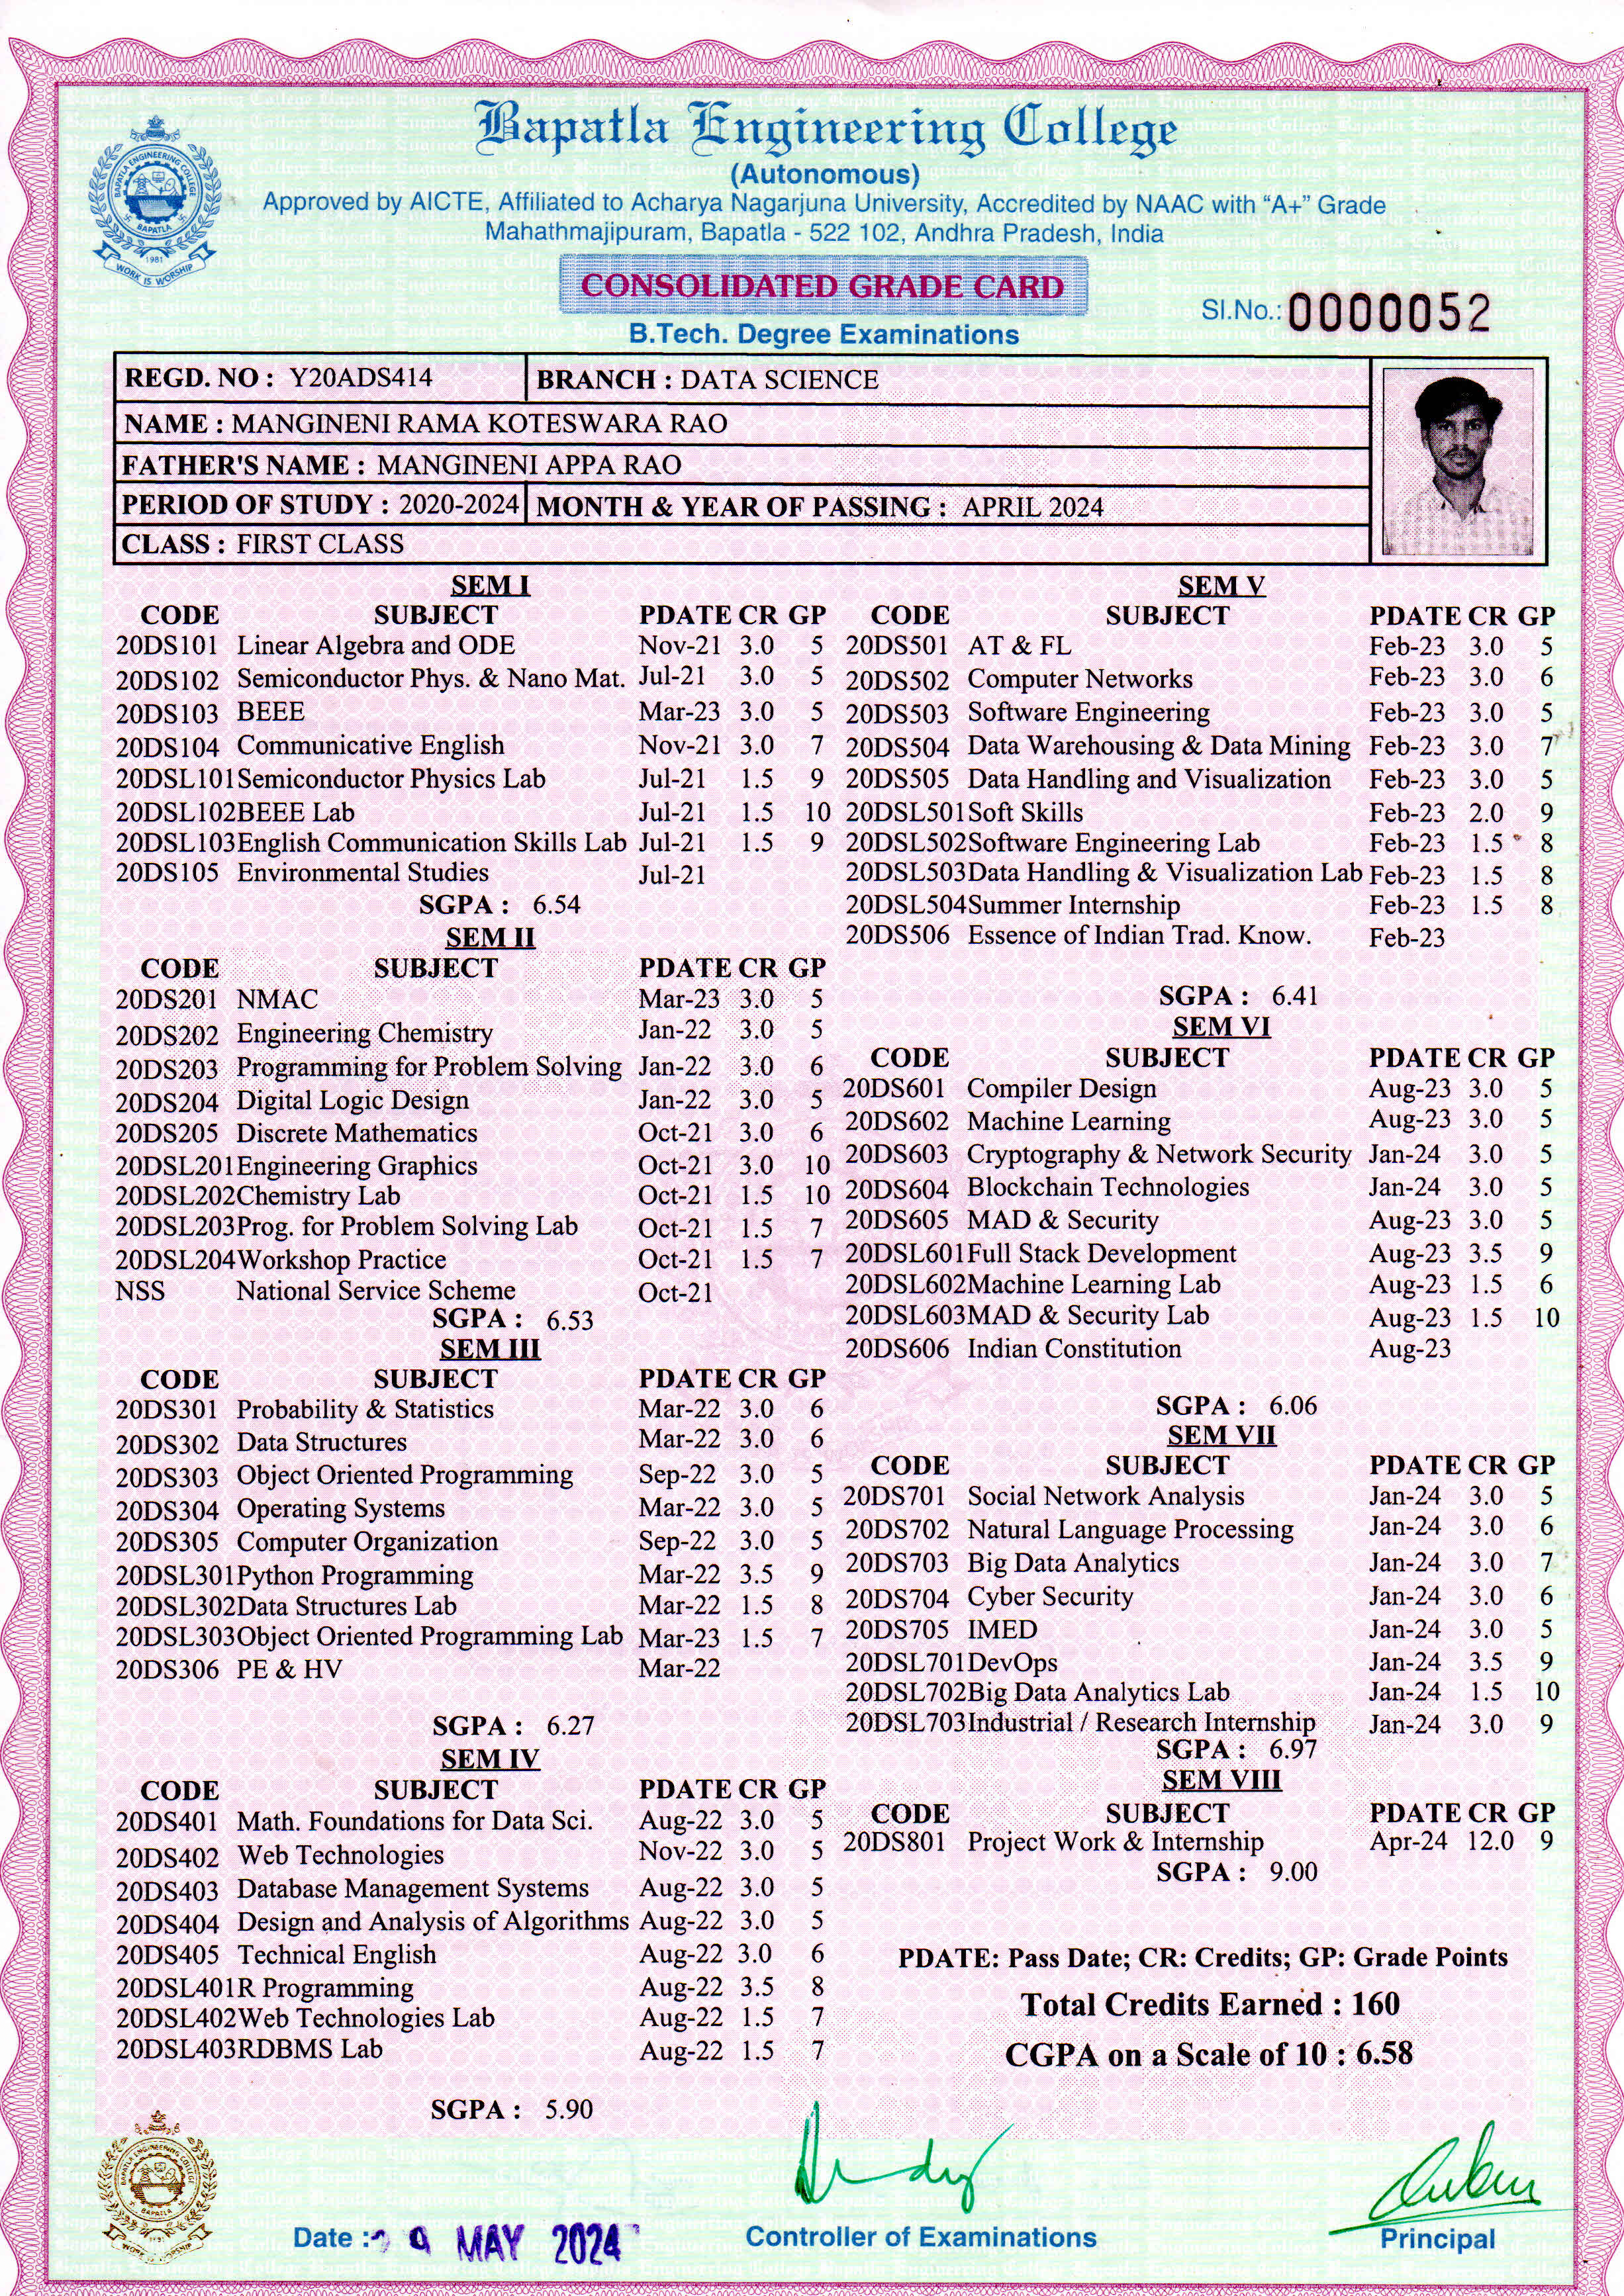 Bapatla Engineering College
(Autonomous)
Approved by AICTE, Affiliated to Acharya Nagarjuna University, Accredited by NAAC with “A+” Grade
Mahathmajipuram, Bapatla - 522 102, Andhra Pradesh, India
BAPATLA ENGINEERING COLLEGE
BAPATLA
1981
WORK IS WORSHIP
CONSOLIDATED GRADE CARD
Sl.No.: 0000052
B.Tech. Degree Examinations
REGD. NO : Y20ADS414 BRANCH : DATA SCIENCE
NAME : MANGINENI RAMA KOTESWARA RAO
FATHER'S NAME : MANGINENI APPA RAO
PERIOD OF STUDY : 2020-2024 MONTH & YEAR OF PASSING : APRIL 2024
CLASS : FIRST CLASS
SEM I
CODE SUBJECT PDATE CR GP
20DS101 Linear Algebra and ODE Nov-21 3.0 5
20DS102 Semiconductor Phys. & Nano Mat. Jul-21 3.0 5
20DS103 BEEE Mar-23 3.0 5
20DS104 Communicative English Nov-21 3.0 7
20DSL101 Semiconductor Physics Lab Jul-21 1.5 9
20DSL102 BEEE Lab Jul-21 1.5 10
20DSL103 English Communication Skills Lab Jul-21 1.5 9
20DS105 Environmental Studies Jul-21
SGPA : 6.54
SEM II
CODE SUBJECT PDATE CR GP
20DS201 NMAC Mar-23 3.0 5
20DS202 Engineering Chemistry Jan-22 3.0 5
20DS203 Programming for Problem Solving Jan-22 3.0 6
20DS204 Digital Logic Design Jan-22 3.0 5
20DS205 Discrete Mathematics Oct-21 3.0 6
20DSL201 Engineering Graphics Oct-21 3.0 10
20DSL202 Chemistry Lab Oct-21 1.5 10
20DSL203 Prog. for Problem Solving Lab Oct-21 1.5 7
20DSL204 Workshop Practice Oct-21 1.5 7
NSS National Service Scheme Oct-21
SGPA : 6.53
SEM III
CODE SUBJECT PDATE CR GP
20DS301 Probability & Statistics Mar-22 3.0 6
20DS302 Data Structures Mar-22 3.0 6
20DS303 Object Oriented Programming Sep-22 3.0 5
20DS304 Operating Systems Mar-22 3.0 5
20DS305 Computer Organization Sep-22 3.0 5
20DSL301 Python Programming Mar-22 3.5 9
20DSL302 Data Structures Lab Mar-22 1.5 8
20DSL303 Object Oriented Programming Lab Mar-23 1.5 7
20DS306 PE & HV Mar-22
SGPA : 6.27
SEM IV
CODE SUBJECT PDATE CR GP
20DS401 Math. Foundations for Data Sci. Aug-22 3.0 5
20DS402 Web Technologies Nov-22 3.0 5
20DS403 Database Management Systems Aug-22 3.0 5
20DS404 Design and Analysis of Algorithms Aug-22 3.0 5
20DS405 Technical English Aug-22 3.0 6
20DSL401 R Programming Aug-22 3.5 8
20DSL402 Web Technologies Lab Aug-22 1.5 7
20DSL403 RDBMS Lab Aug-22 1.5 7
SGPA : 5.90
SEM V
CODE SUBJECT PDATE CR GP
20DS501 AT & FL Feb-23 3.0 5
20DS502 Computer Networks Feb-23 3.0 6
20DS503 Software Engineering Feb-23 3.0 5
20DS504 Data Warehousing & Data Mining Feb-23 3.0 7
20DS505 Data Handling and Visualization Feb-23 3.0 5
20DSL501 Soft Skills Feb-23 2.0 9
20DSL502 Software Engineering Lab Feb-23 1.5 8
20DSL503 Data Handling & Visualization Lab Feb-23 1.5 8
20DSL504 Summer Internship Feb-23 1.5 8
20DS506 Essence of Indian Trad. Know. Feb-23
SGPA : 6.41
SEM VI
CODE SUBJECT PDATE CR GP
20DS601 Compiler Design Aug-23 3.0 5
20DS602 Machine Learning Aug-23 3.0 5
20DS603 Cryptography & Network Security Jan-24 3.0 5
20DS604 Blockchain Technologies Jan-24 3.0 5
20DS605 MAD & Security Aug-23 3.0 5
20DSL601 Full Stack Development Aug-23 3.5 9
20DSL602 Machine Learning Lab Aug-23 1.5 6
20DSL603 MAD & Security Lab Aug-23 1.5 10
20DS606 Indian Constitution Aug-23
SGPA : 6.06
SEM VII
CODE SUBJECT PDATE CR GP
20DS701 Social Network Analysis Jan-24 3.0 5
20DS702 Natural Language Processing Jan-24 3.0 6
20DS703 Big Data Analytics Jan-24 3.0 7
20DS704 Cyber Security Jan-24 3.0 6
20DS705 IMED Jan-24 3.0 5
20DSL701 DevOps Jan-24 3.5 9
20DSL702 Big Data Analytics Lab Jan-24 1.5 10
20DSL703 Industrial / Research Internship Jan-24 3.0 9
SGPA : 6.97
SEM VIII
CODE SUBJECT PDATE CR GP
20DS801 Project Work & Internship Apr-24 12.0 9
SGPA : 9.00
PDATE: Pass Date; CR: Credits; GP: Grade Points
Total Credits Earned : 160
CGPA on a Scale of 10 : 6.58
Date : 9 MAY 2024
Controller of Examinations
Principal